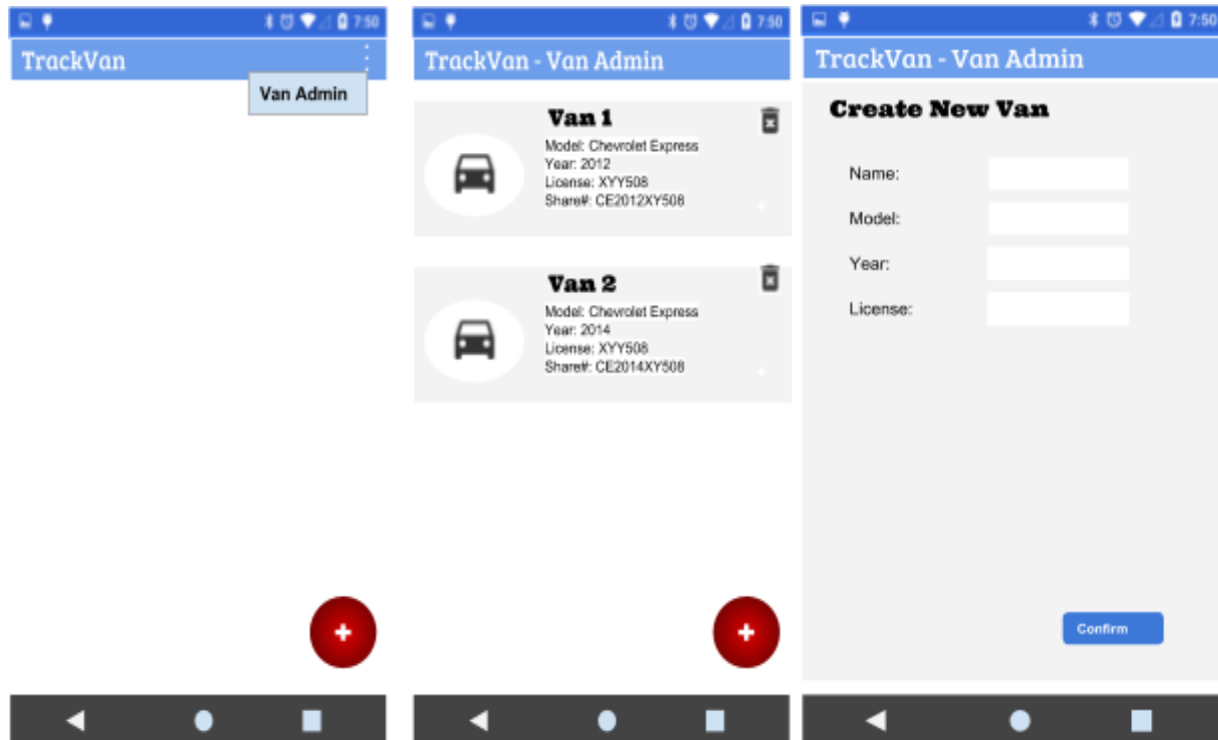 7:50
TrackVan
Van Admin
7:50
TrackVan - Van Admin
Van 1
Model: Chevrolet Express
Year: 2012
License: XYY508
Share#: CE2012XY508
Van 2
Model: Chevrolet Express
Year: 2014
License: XYY508
Share#: CE2014XY508
7:50
TrackVan - Van Admin
Create New Van
Name:
Model:
Year:
License:
Confirm